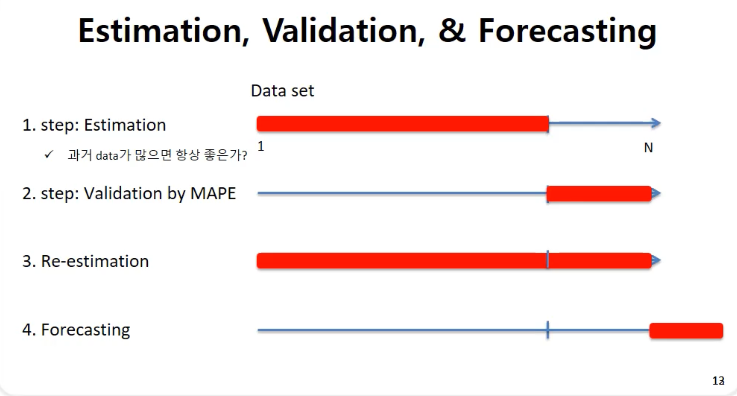 Estimation, Validation, & Forecasting
Data set
1. step: Estimation
✓ 과거 data가 많으면 항상 좋은가?
1
N
2. step: Validation by MAPE
3. Re-estimation
4. Forecasting